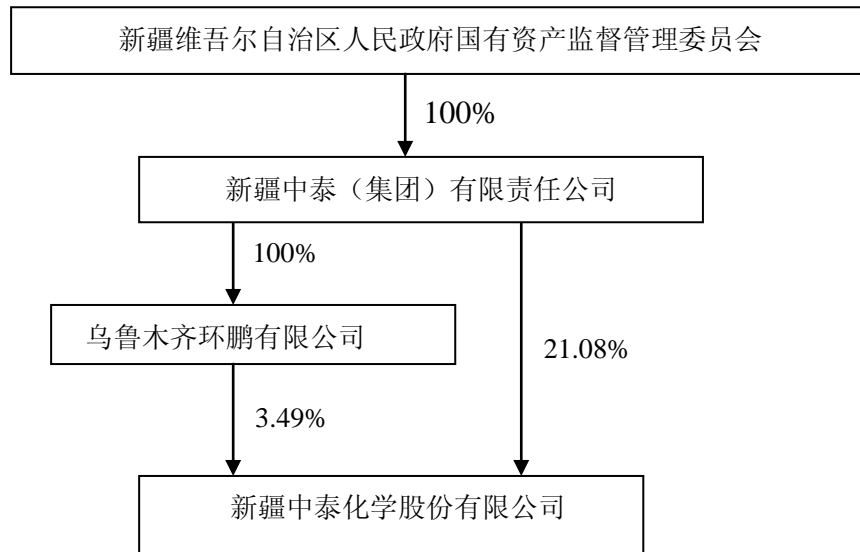 新疆维吾尔自治区人民政府国有资产监督管理委员会
100%
新疆中泰（集团）有限责任公司
100%
乌鲁木齐环鹏有限公司
21.08%
3.49%
新疆中泰化学股份有限公司